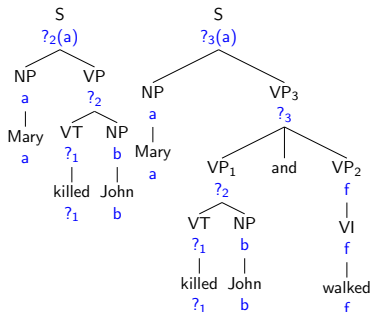 S S
?₂(a) ?₃(a)
NP VP NP VP₃
a ?₂ a ?₃
Mary VT NP Mary VP₁ and VP₂
a ?₁ b a ?₂ f
killed John VT NP VI
?₁ b ?₁ b f
killed John walked
?₁ b f